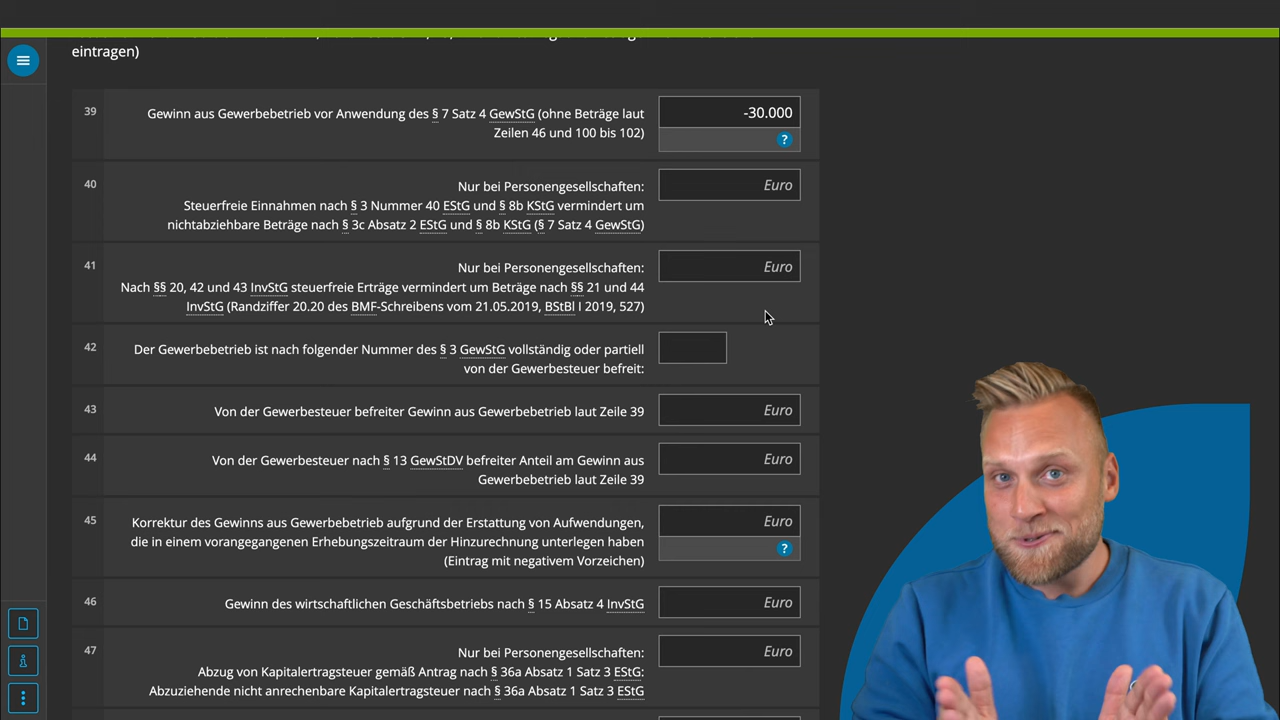 eintragen)
39
Gewinn aus Gewerbebetrieb vor Anwendung des § 7 Satz 4 GewStG (ohne Beträge laut
Zeilen 46 und 100 bis 102)
-30.000
?
40
Nur bei Personengesellschaften:
Steuerfreie Einnahmen nach § 3 Nummer 40 EStG und § 8b KStG vermindert um
nichtabziehbare Beträge nach § 3c Absatz 2 EStG und § 8b KStG (§ 7 Satz 4 GewStG)
Euro
41
Nur bei Personengesellschaften:
Nach §§ 20, 42 und 43 InvStG steuerfreie Erträge vermindert um Beträge nach §§ 21 und 44
InvStG (Randziffer 20.20 des BMF-Schreibens vom 21.05.2019, BStBl I 2019, 527)
Euro
42
Der Gewerbebetrieb ist nach folgender Nummer des § 3 GewStG vollständig oder partiell
von der Gewerbesteuer befreit:
43
Von der Gewerbesteuer befreiter Gewinn aus Gewerbebetrieb laut Zeile 39
Euro
44
Von der Gewerbesteuer nach § 13 GewStDV befreiter Anteil am Gewinn aus
Gewerbebetrieb laut Zeile 39
Euro
45
Korrektur des Gewinns aus Gewerbebetrieb aufgrund der Erstattung von Aufwendungen,
die in einem vorangegangenen Erhebungszeitraum der Hinzurechnung unterlegen haben
(Eintrag mit negativem Vorzeichen)
Euro
?
46
Gewinn des wirtschaftlichen Geschäftsbetriebs nach § 15 Absatz 4 InvStG
Euro
47
Nur bei Personengesellschaften:
Abzug von Kapitalertragsteuer gemäß Antrag nach § 36a Absatz 1 Satz 3 EStG:
Abzuziehende nicht anrechenbare Kapitalertragsteuer nach § 36a Absatz 1 Satz 3 EStG
Euro